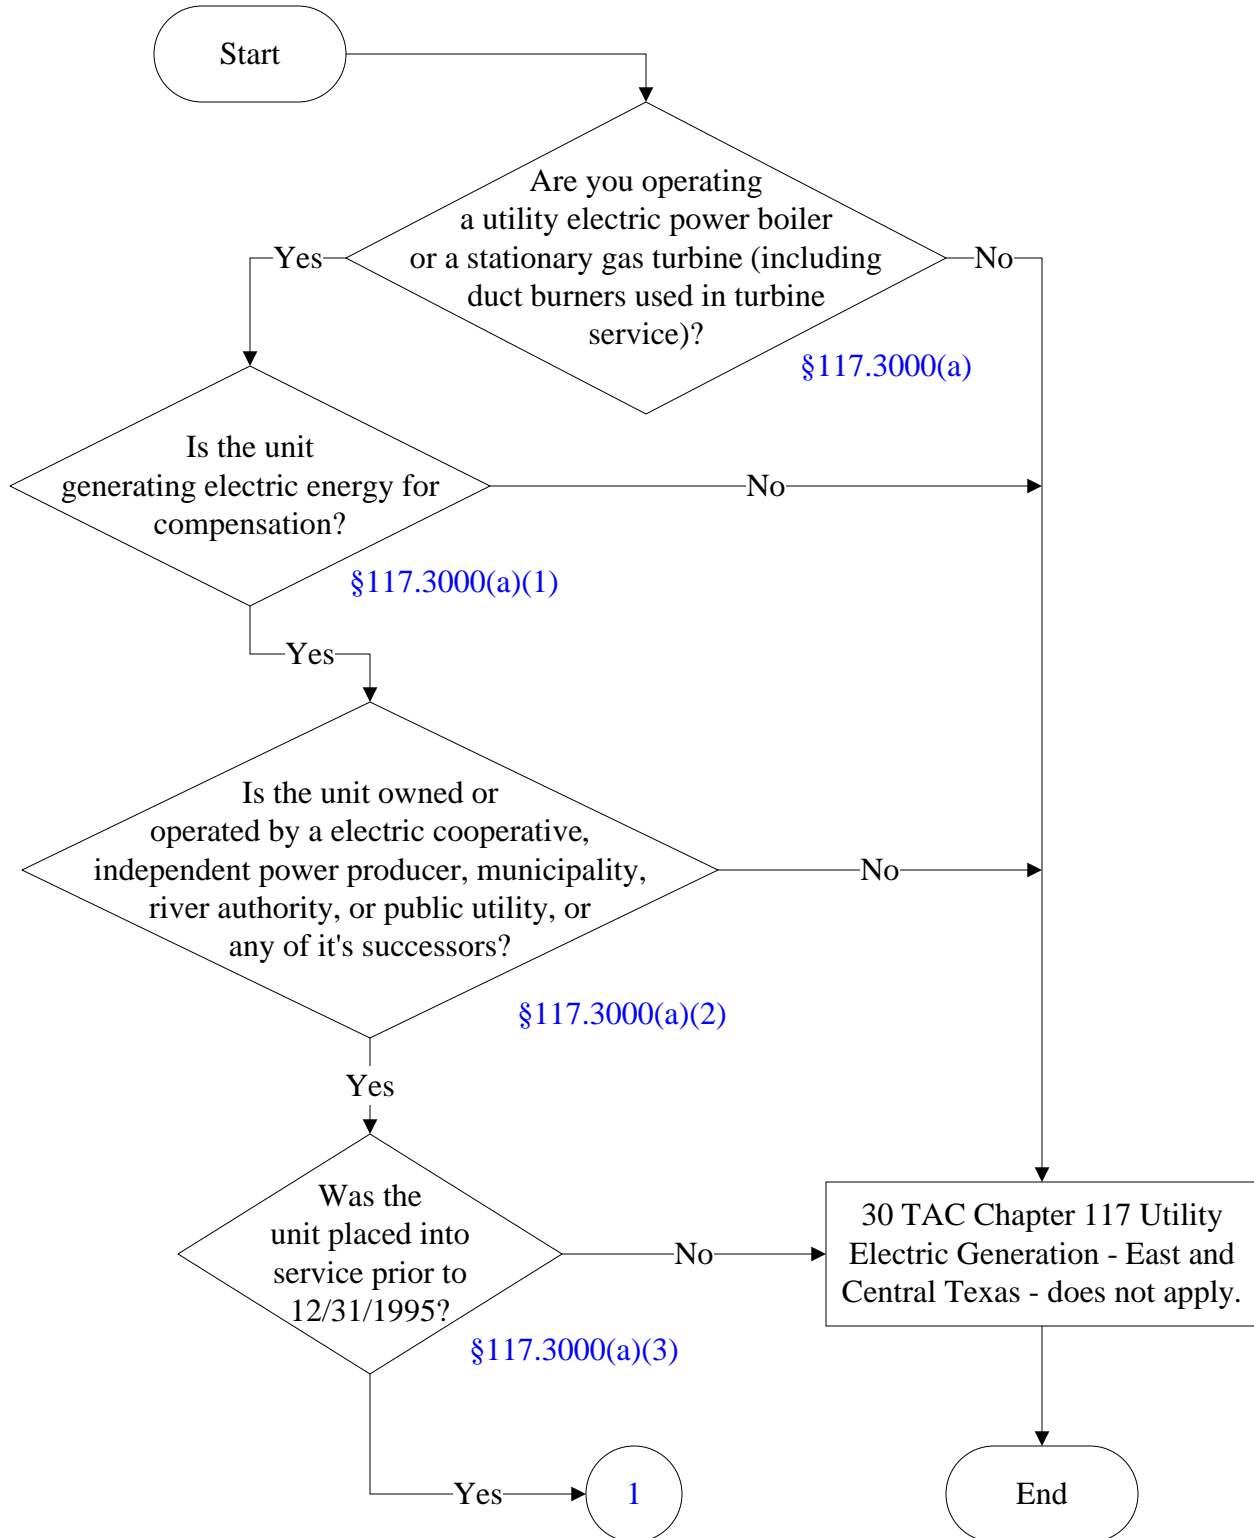 Start
Are you operating
a utility electric power boiler
or a stationary gas turbine (including
duct burners used in turbine
service)?
Yes
No
§117.3000(a)
Is the unit
generating electric energy for
compensation?
No
§117.3000(a)(1)
Yes
Is the unit owned or
operated by a electric cooperative,
independent power producer, municipality,
river authority, or public utility, or
any of it's successors?
No
§117.3000(a)(2)
Yes
Was the
unit placed into
service prior to
12/31/1995?
No
30 TAC Chapter 117 Utility
Electric Generation - East and
Central Texas - does not apply.
§117.3000(a)(3)
Yes
1
End